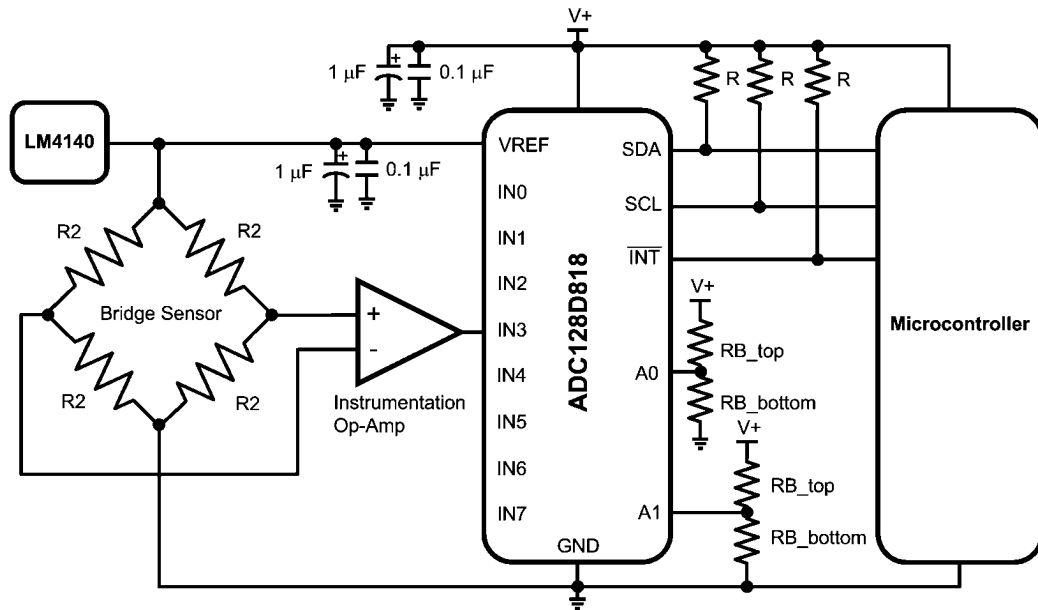 V+
1 μF
+
0.1 μF
R
R
R
LM4140
1 μF
+
0.1 μF
VREF
IN0
IN1
IN2
IN3
IN4
IN5
IN6
IN7
GND
ADC128D818
SDA
SCL
INT
A0
A1
R2
R2
Bridge Sensor
R2
R2
+
-
Instrumentation
Op-Amp
V+
RB_top
RB_bottom
V+
RB_top
RB_bottom
Microcontroller